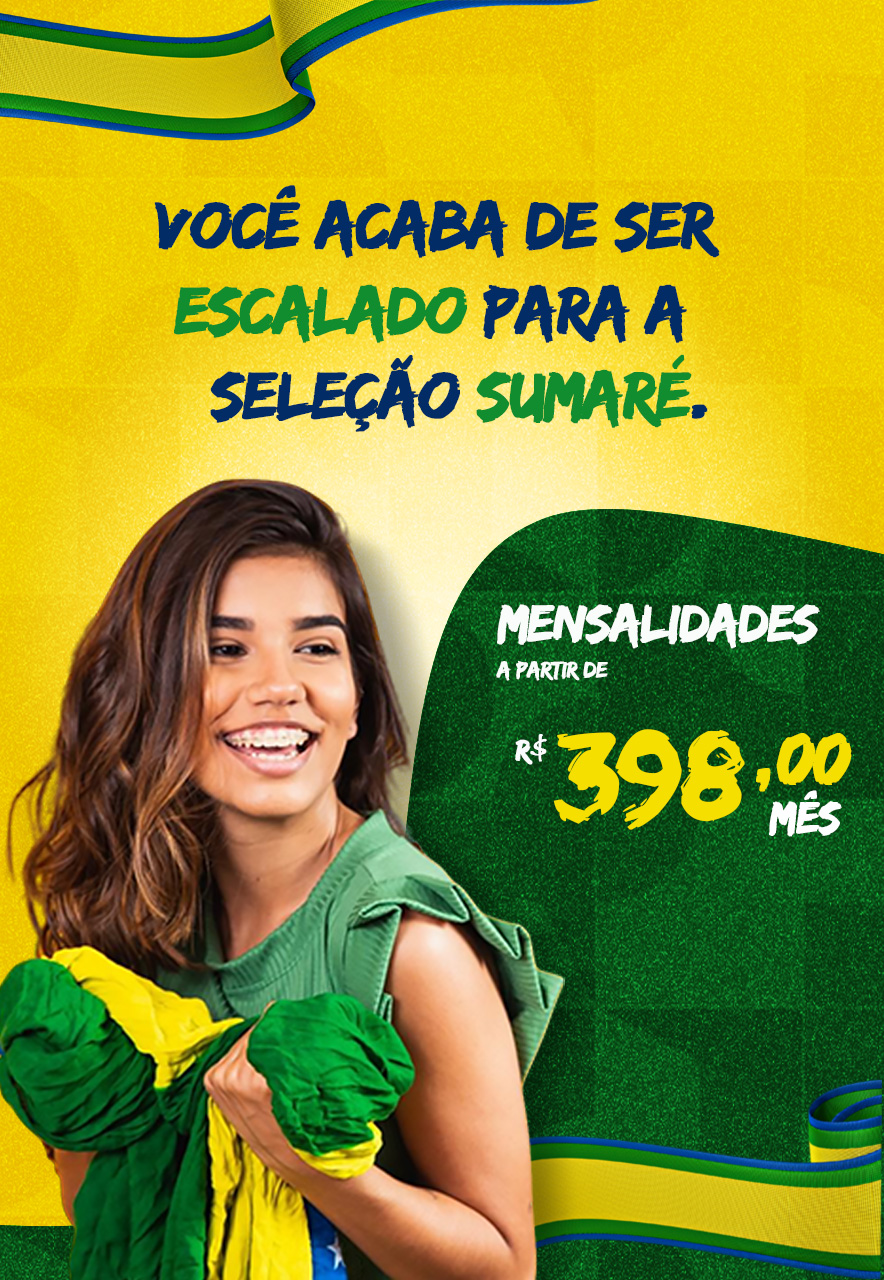 VOCÊ ACABA DE SER
ESCALADO PARA A
SELEÇÃO SUMARÉ.
MENSALIDADES
A PARTIR DE
R$ 398,00
MÊS